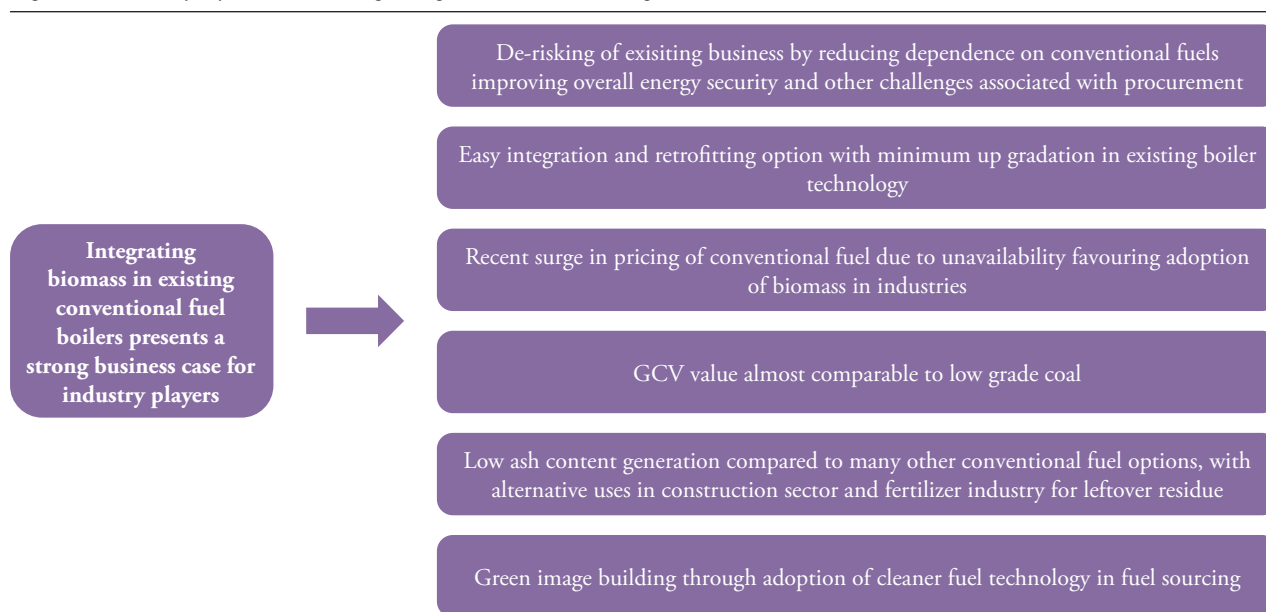 De-risking of exisiting business by reducing dependence on conventional fuels
improving overall energy security and other challenges associated with procurement
Easy integration and retrofitting option with minimum up gradation in existing boiler
technology
Integrating
biomass in existing
conventional fuel
boilers presents a
strong business case for
industry players
Recent surge in pricing of conventional fuel due to unavailability favouring adoption
of biomass in industries
GCV value almost comparable to low grade coal
Low ash content generation compared to many other conventional fuel options, with
alternative uses in construction sector and fertilizer industry for leftover residue
Green image building through adoption of cleaner fuel technology in fuel sourcing